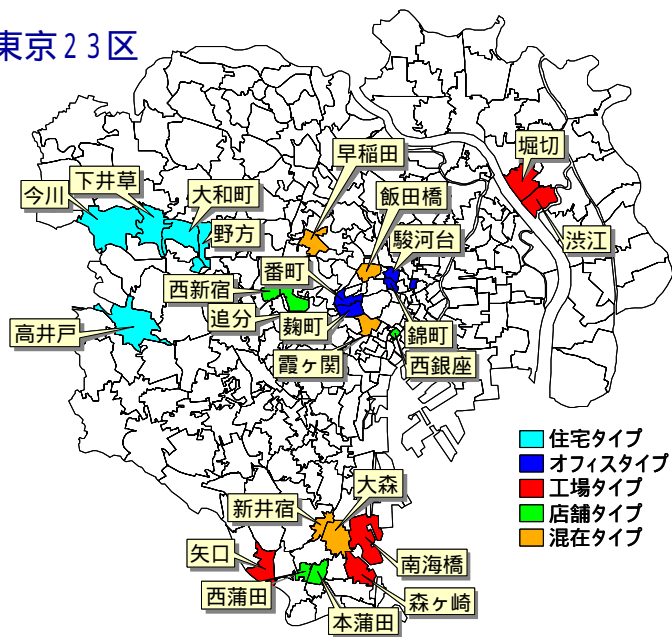 東京23区
堀切
早稲田
下井草
飯田橋
今川
大和町
野方
駿河台
渋江
番町
西新宿
追分
麹町
錦町
高井戸
霞ヶ関
西銀座
住宅タイプ
オフィスタイプ
工場タイプ
店舗タイプ
混在タイプ
大森
新井宿
矢口
南海橋
西蒲田
森ヶ崎
本蒲田